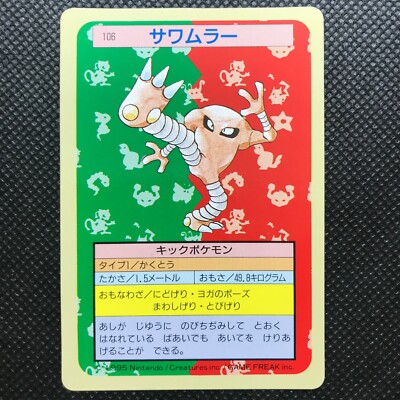 106
サワムラー
キックポケモン
タイプ1/かくとう
たかさ/1.5メートル おもさ/49.8キログラム
おもなわざ/にどげり・ヨガのポーズ
まわしげり・とびげり
あしが じゆうに のびちぢみして とおく
はなれている ばあいでも あいてを けりあ
げることが できる。
©1995 Nintendo/Creatures inc./GAME FREAK inc.